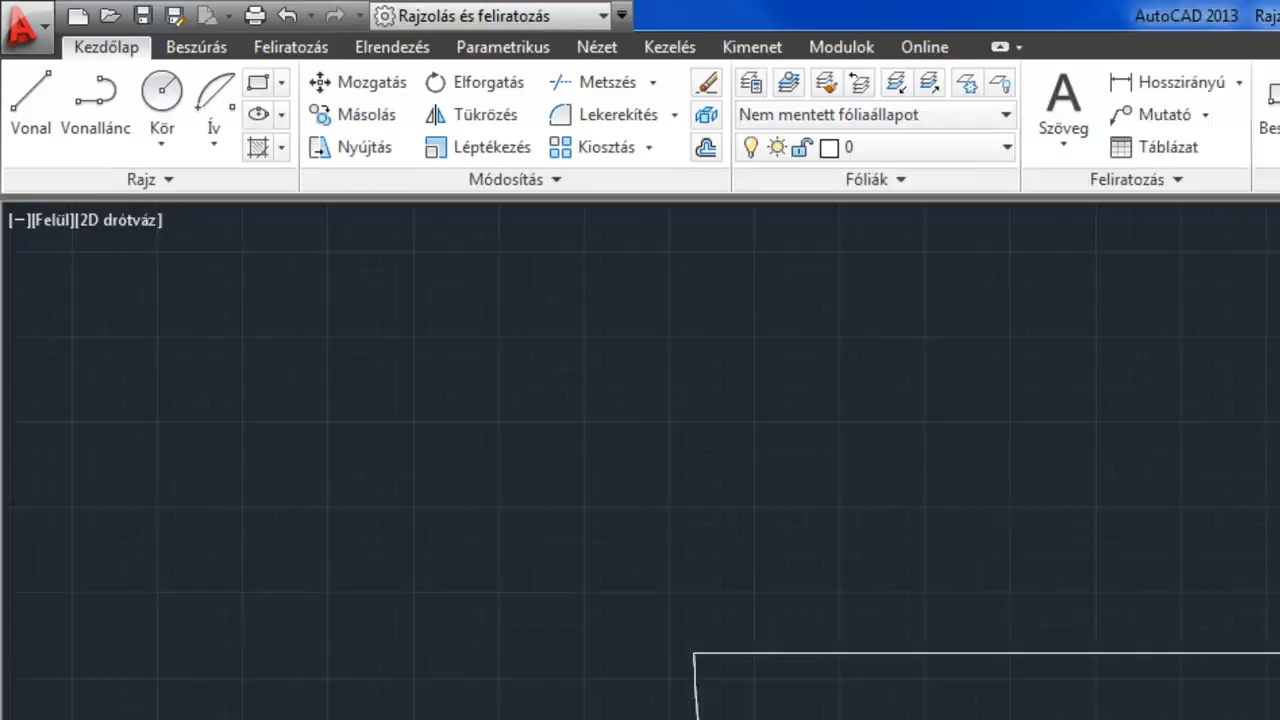 Rajzolás és feliratozás
AutoCAD 2013
Kezdőlap Beszúrás Feliratozás Elrendezés Parametrikus Nézet Kezelés Kimenet Modulok Online
Mozgatás Elforgatás Metszés Hosszirányú
Másolás Tükrözés Lekerekítés Nem mentett fóliaállapot Mutató
Vonal Vonallánc Kör Ív Szöveg
Nyújtás Léptékezés Kiosztás 0 Táblázat
Rajz Módosítás Fóliák Feliratozás
[−][Felül][2D drótváz]